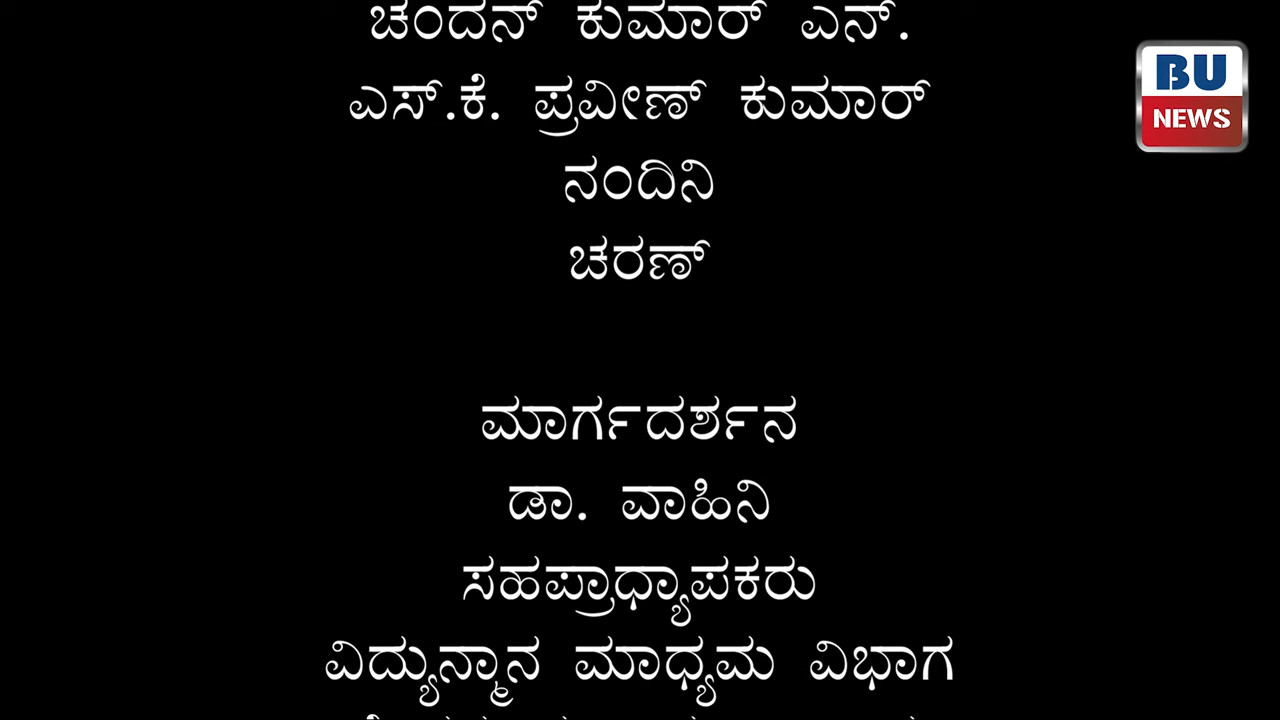 ಚಂದನ್ ಕುಮಾರ್ ಎನ್.
ಎಸ್.ಕೆ. ಪ್ರವೀಣ್ ಕುಮಾರ್
ನಂದಿನಿ
ಚರಣ್
ಮಾರ್ಗದರ್ಶನ
ಡಾ. ವಾಹಿನಿ
ಸಹಪ್ರಾಧ್ಯಾಪಕರು
ವಿದ್ಯುನ್ಮಾನ ಮಾಧ್ಯಮ ವಿಭಾಗ
BU
NEWS